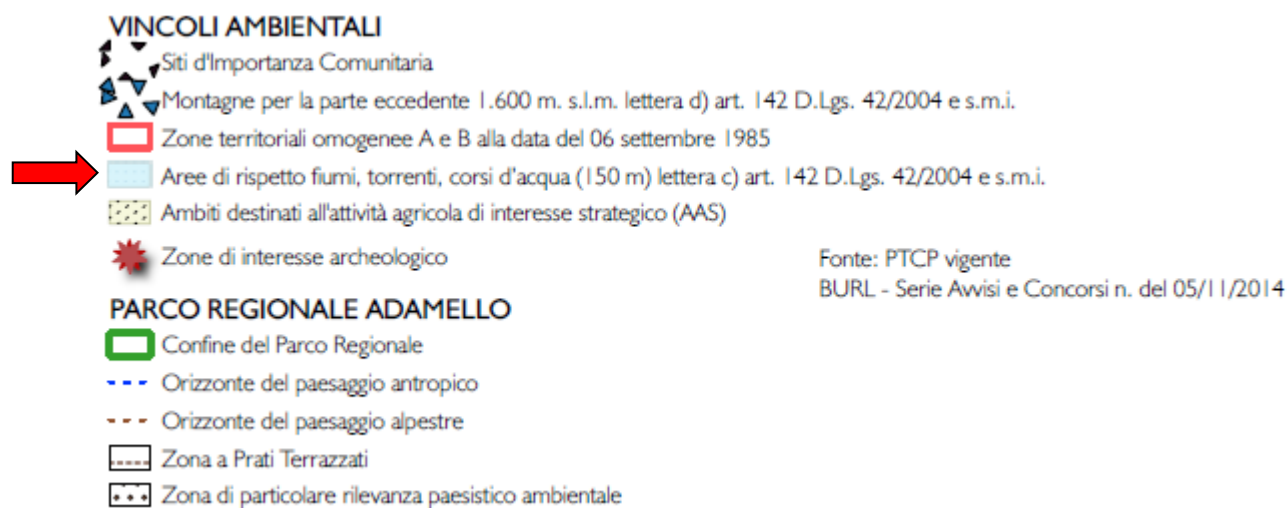 VINCOLI AMBIENTALI
Siti d'Importanza Comunitaria
Montagne per la parte eccedente 1.600 m. s.l.m. lettera d) art. 142 D.Lgs. 42/2004 e s.m.i.
Zone territoriali omogenee A e B alla data del 06 settembre 1985
Aree di rispetto fiumi, torrenti, corsi d'acqua (150 m) lettera c) art. 142 D.Lgs. 42/2004 e s.m.i.
Ambiti destinati all'attività agricola di interesse strategico (AAS)
Zone di interesse archeologico
Fonte: PTCP vigente
BURL - Serie Avvisi e Concorsi n. del 05/11/2014
PARCO REGIONALE ADAMELLO
Confine del Parco Regionale
Orizzonte del paesaggio antropico
Orizzonte del paesaggio alpestre
Zona a Prati Terrazzati
Zona di particolare rilevanza paesistico ambientale